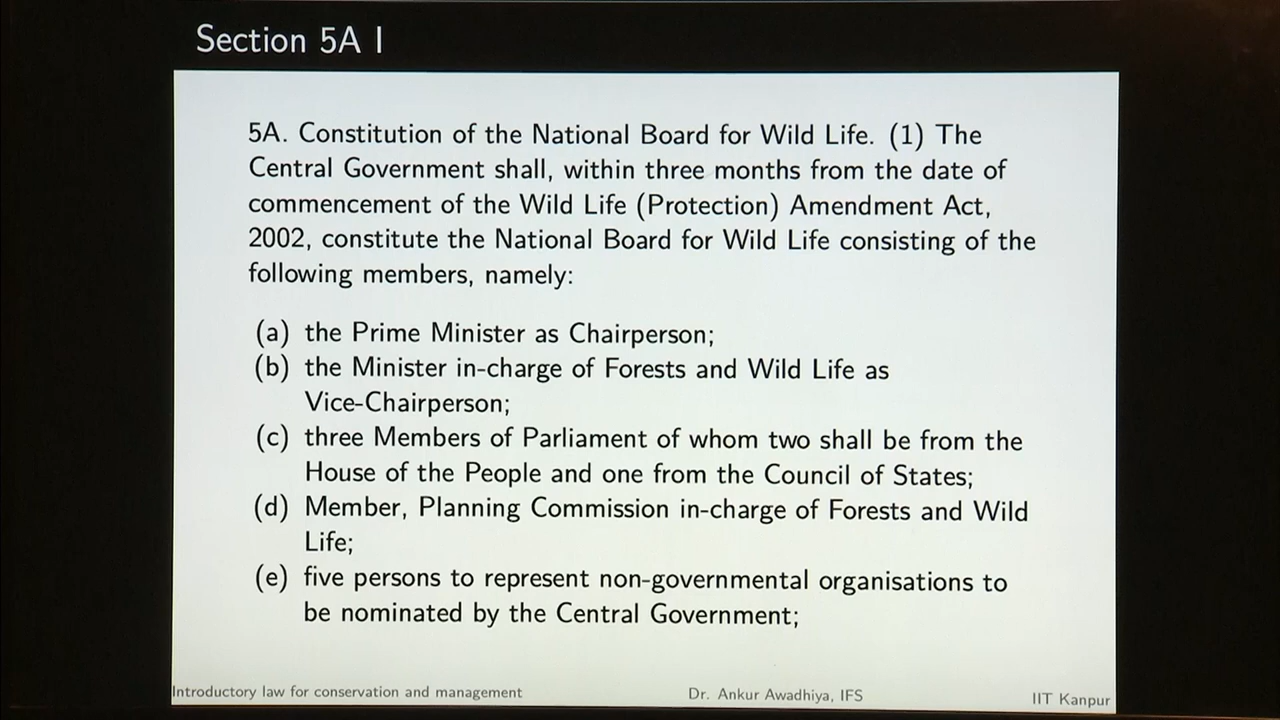 Section 5A I
5A. Constitution of the National Board for Wild Life. (1) The
Central Government shall, within three months from the date of
commencement of the Wild Life (Protection) Amendment Act,
2002, constitute the National Board for Wild Life consisting of the
following members, namely:
(a) the Prime Minister as Chairperson;
(b) the Minister in-charge of Forests and Wild Life as
Vice-Chairperson;
(c) three Members of Parliament of whom two shall be from the
House of the People and one from the Council of States;
(d) Member, Planning Commission in-charge of Forests and Wild
Life;
(e) five persons to represent non-governmental organisations to
be nominated by the Central Government;
Introductory law for conservation and management Dr. Ankur Awadhiya, IFS IIT Kanpur